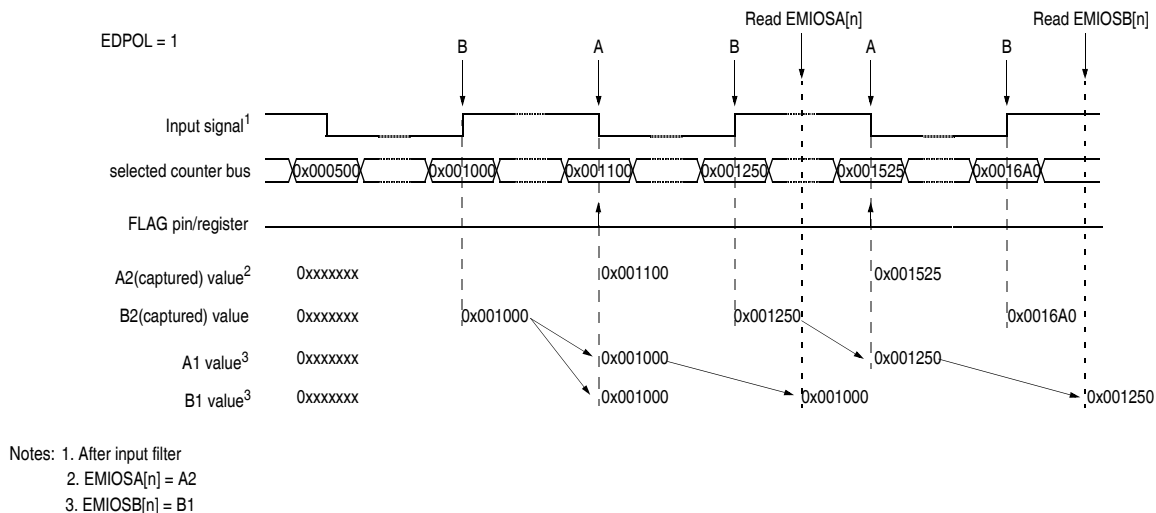 Read EMIOSA[n] Read EMIOSB[n]
EDPOL = 1 B A B A B
Input signal1
selected counter bus 0x000500 0x001000 0x001100 0x001250 0x001525 0x0016A0
FLAG pin/register
A2(captured) value2 0xxxxxxx 0x001100 0x001525
B2(captured) value 0xxxxxxx 0x001000 0x001250 0x0016A0
A1 value3 0xxxxxxx 0x001000 0x001250
B1 value3 0xxxxxxx 0x001000 0x001000 0x001250
Notes: 1. After input filter
2. EMIOSA[n] = A2
3. EMIOSB[n] = B1